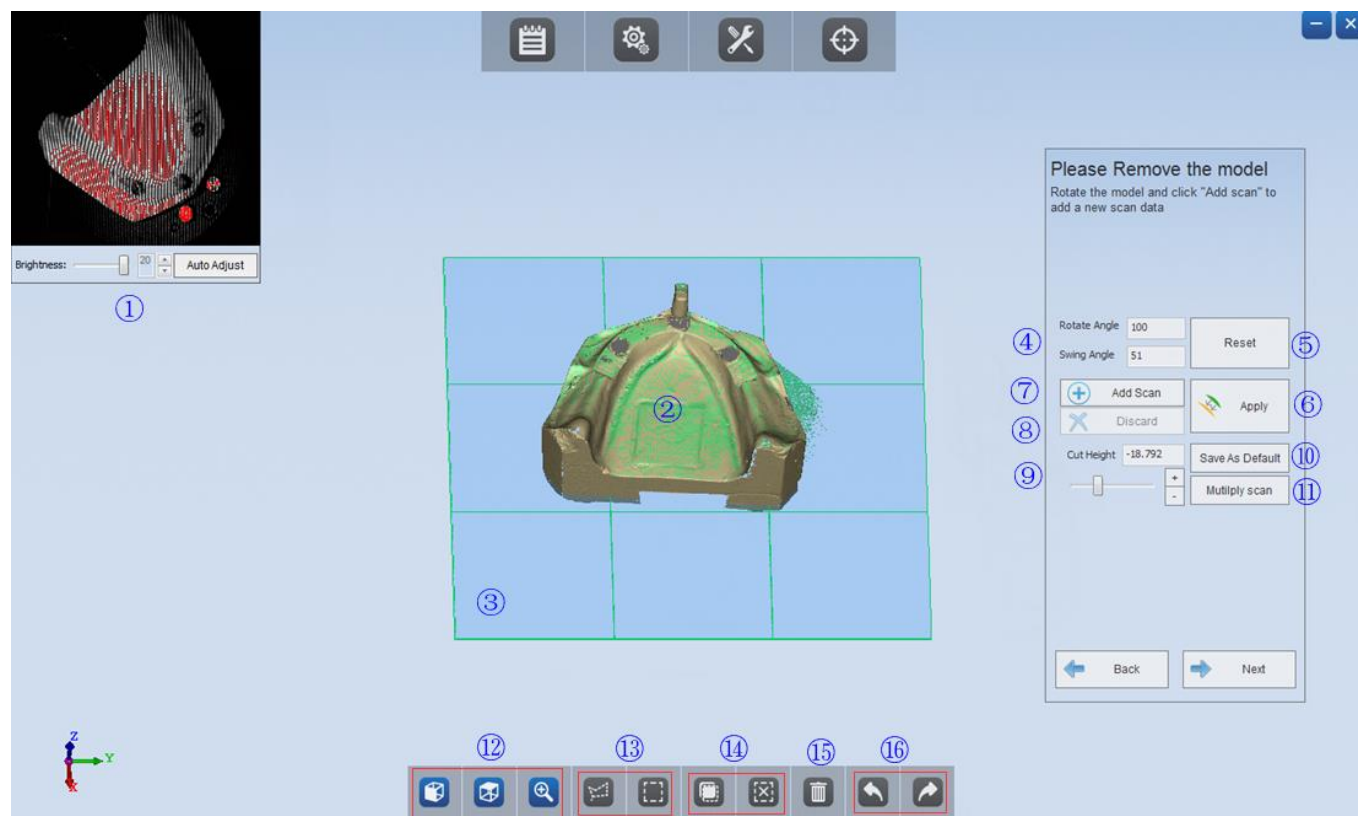 Brightness:
20
Auto Adjust
①
②
③
Please Remove the model
Rotate the model and click "Add scan" to
add a new scan data
④
Rotate Angle
100
Swing Angle
51
Reset
⑤
⑦
Add Scan
⑧
Discard
Apply
⑥
⑨
Cut Height
-18.792
+
-
Save As Default
⑩
Mutilply scan
⑪
Back
Next
Z
Y
X
⑫
⑬
⑭
⑮
⑯